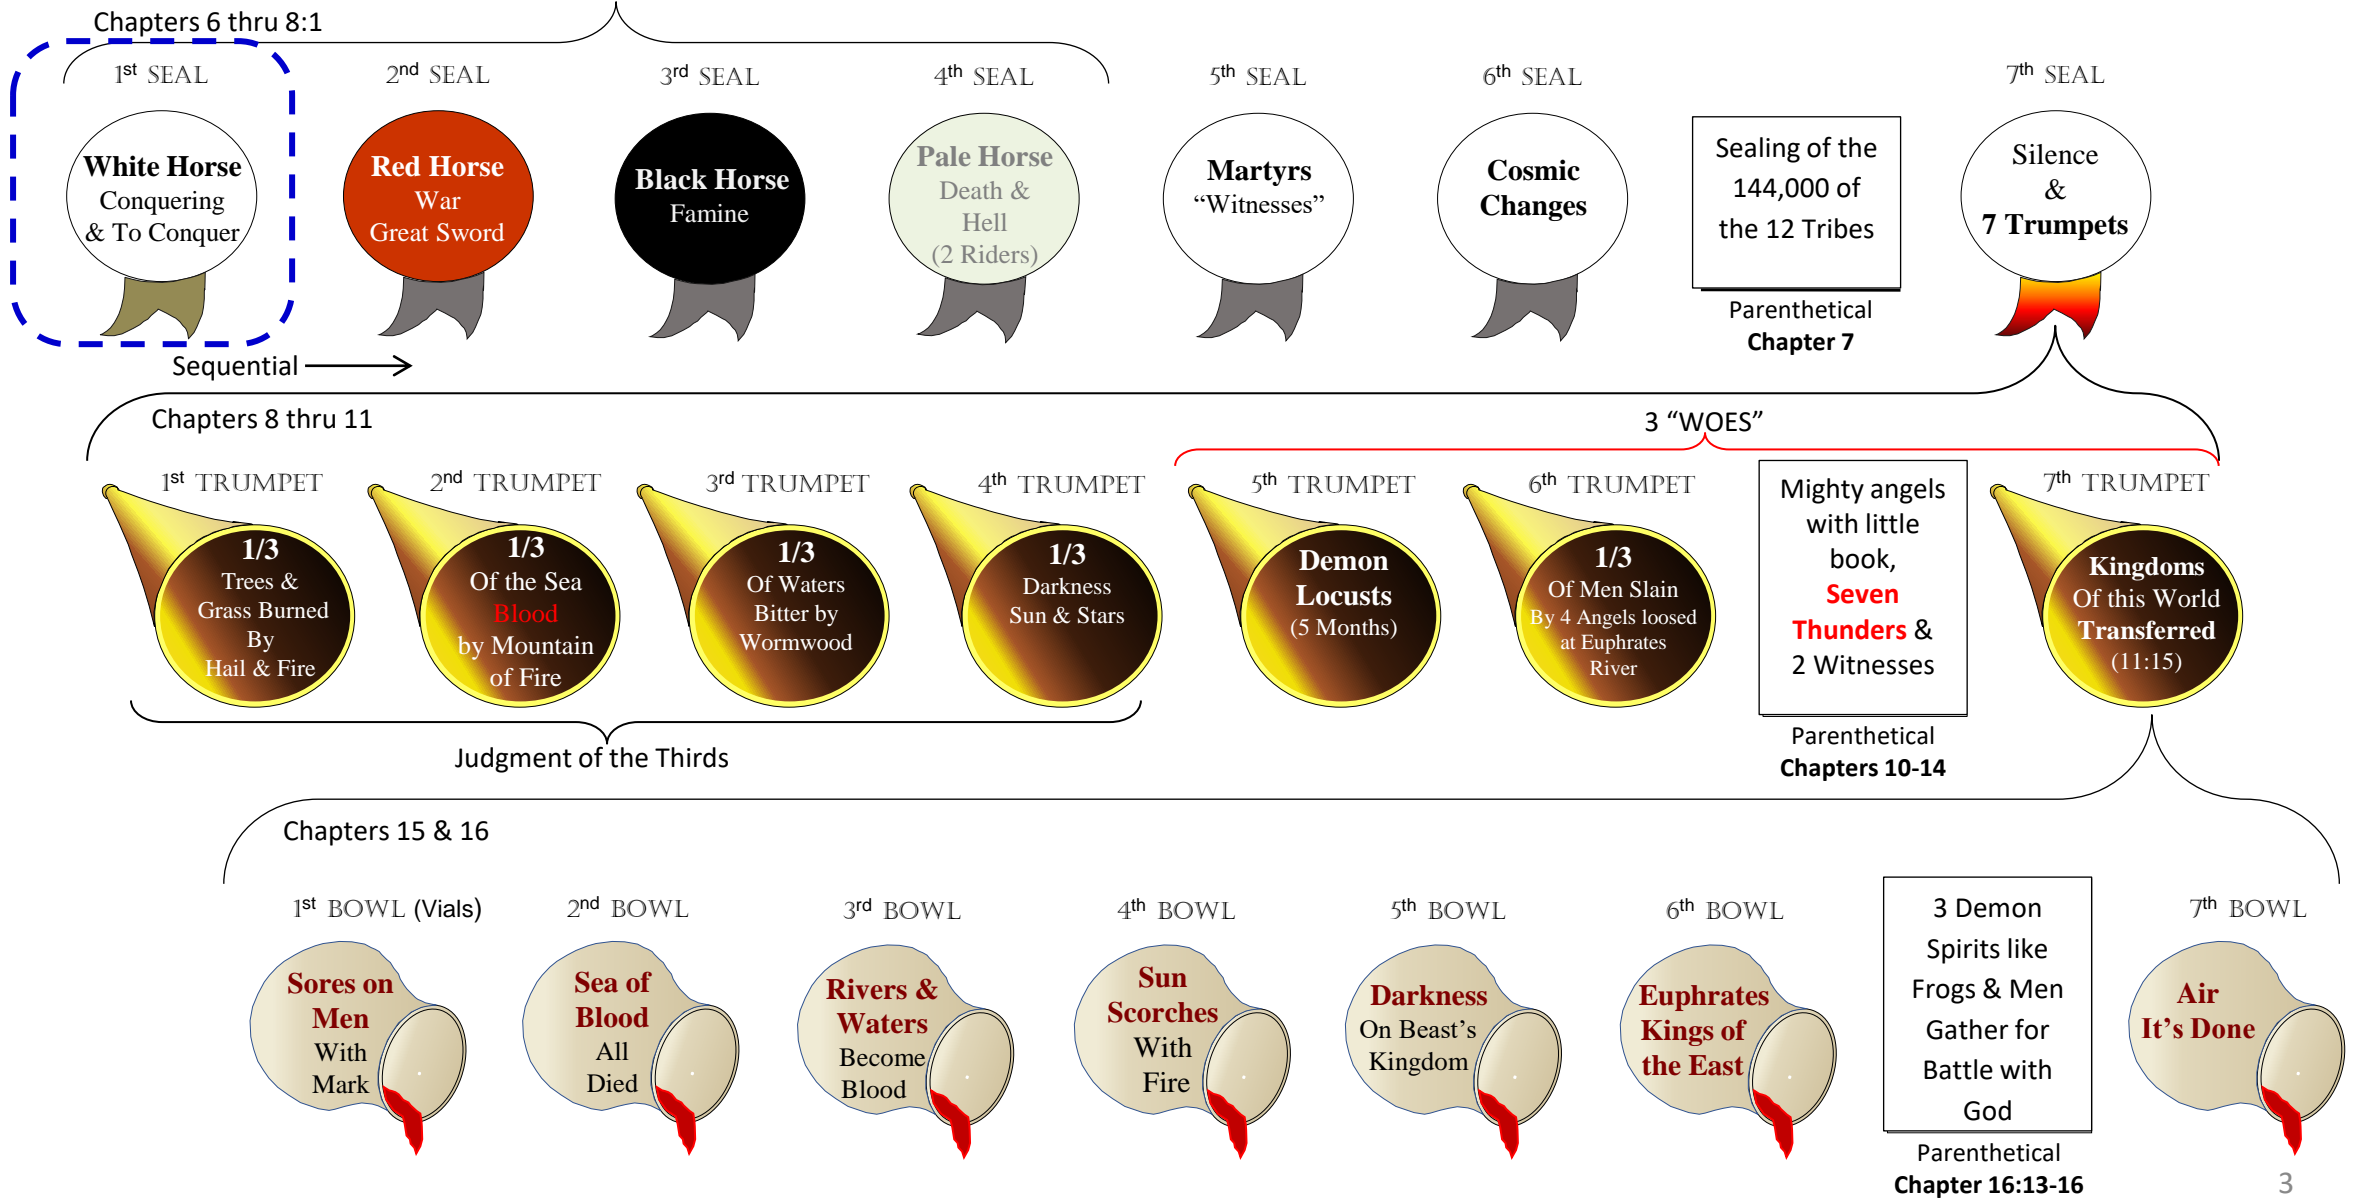 Chapters 6 thru 8:1
1st SEAL
2nd SEAL
3rd SEAL
4th SEAL
5th SEAL
6th SEAL
7th SEAL
White Horse
Conquering
& To Conquer
Red Horse
War
Great Sword
Black Horse
Famine
Pale Horse
Death &
Hell
(2 Riders)
Martyrs
“Witnesses”
Cosmic
Changes
Sealing of the
144,000 of
the 12 Tribes
Parenthetical
Chapter 7
Silence
&
7 Trumpets
Sequential
Chapters 8 thru 11
3 “WOES”
1st TRUMPET
2nd TRUMPET
3rd TRUMPET
4th TRUMPET
5th TRUMPET
6th TRUMPET
7th TRUMPET
1/3
Trees &
Grass Burned
By
Hail & Fire
1/3
Of the Sea
Blood
by Mountain
of Fire
1/3
Of Waters
Bitter by
Wormwood
1/3
Darkness
Sun & Stars
Demon
Locusts
(5 Months)
1/3
Of Men Slain
By 4 Angels loosed
at Euphrates
River
Mighty angels
with little
book,
Seven
Thunders &
2 Witnesses
Parenthetical
Chapters 10-14
Kingdoms
Of this World
Transferred
(11:15)
Judgment of the Thirds
Chapters 15 & 16
1st BOWL (Vials)
2nd BOWL
3rd BOWL
4th BOWL
5th BOWL
6th BOWL
7th BOWL
Sores on
Men
With
Mark
Sea of
Blood
All
Died
Rivers &
Waters
Become
Blood
Sun
Scorches
With
Fire
Darkness
On Beast’s
Kingdom
Euphrates
Kings of
the East
3 Demon
Spirits like
Frogs & Men
Gather for
Battle with
God
Parenthetical
Chapter 16:13-16
Air
It’s Done
3